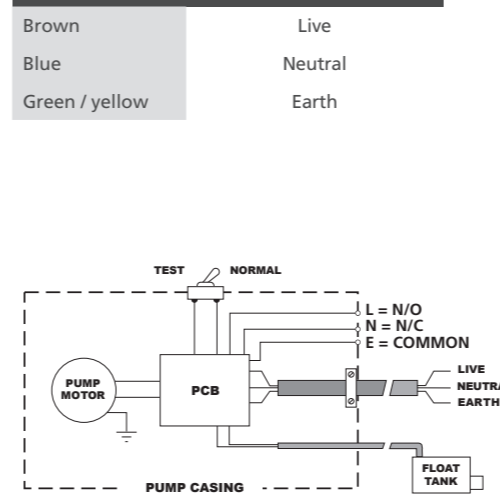 Brown Live
Blue Neutral
Green / yellow Earth
TEST NORMAL
L = N/O
N = N/C
E = COMMON
PUMP
MOTOR
PCB
LIVE
NEUTRA
EARTH
FLOAT
TANK
PUMP CASING